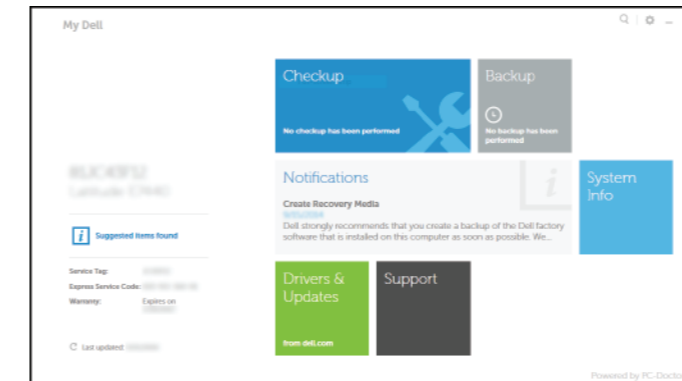 My Dell
Checkup
No checkup has been performed
Backup
No backup has been
performed
Notifications
Create Recovery Media
Dell strongly recommends that you create a backup of the Dell factory
software that is installed on this computer as soon as possible. We...
System
Info
i
Suggested items found
Service Tag:
Express Service Code:
Warranty: Expires on
Last updated:
Drivers &
Updates
from dell.com
Support
Powered by PC-Docto